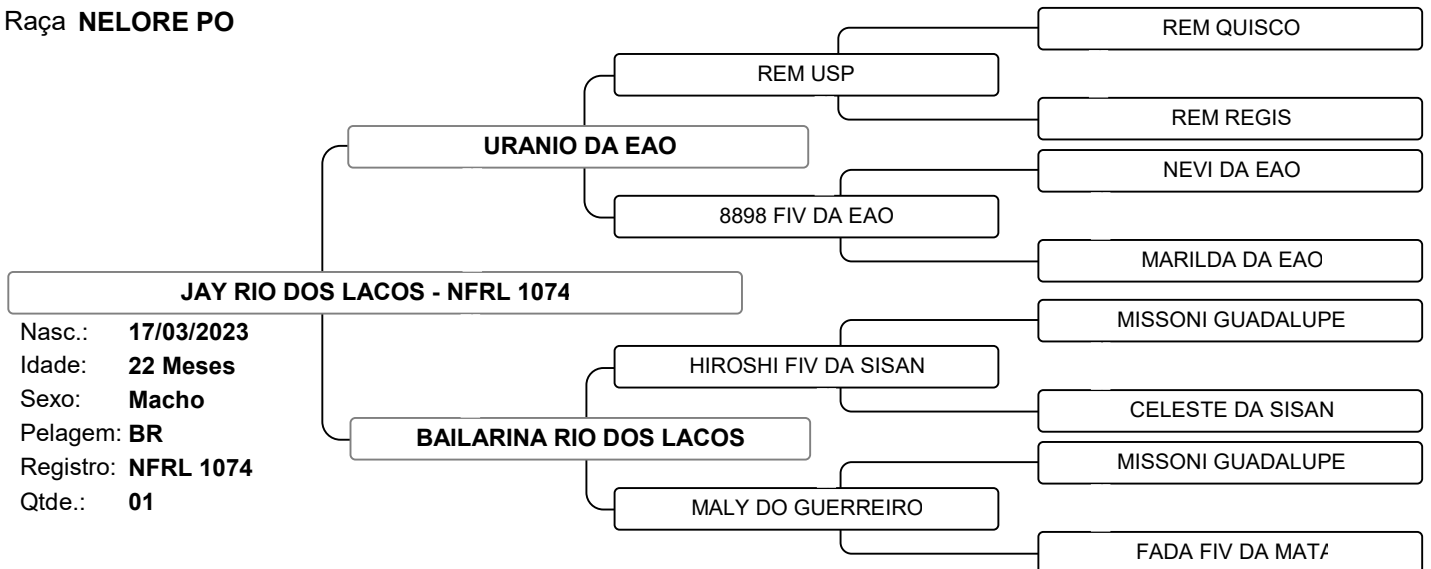 Raça NELORE PO
REM QUISCO
REM USP
REM REGIS
URANIO DA EAO
NEVI DA EAO
8898 FIV DA EAO
MARILDA DA EAO
JAY RIO DOS LACOS - NFRL 1074
Nasc.: 17/03/2023
Idade: 22 Meses
Sexo: Macho
Pelagem: BR
Registro: NFRL 1074
Qtde.: 01
MISSONI GUADALUPE
HIROSHI FIV DA SISAN
CELESTE DA SISAN
BAILARINA RIO DOS LACOS
MISSONI GUADALUPE
MALY DO GUERREIRO
FADA FIV DA MATA